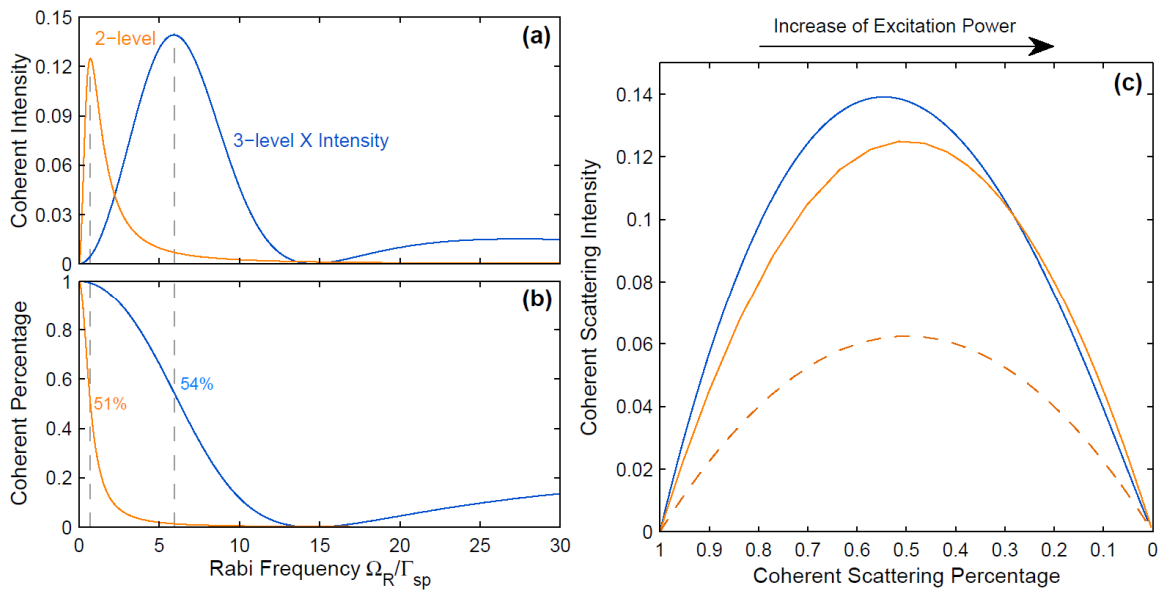 0.15
0.12
0.09
0.06
0.03
0
Coherent Intensity
2−level
3−level X Intensity
(a)
1
0.8
0.6
0.4
0.2
0
Coherent Percentage
51%
54%
(b)
0 5 10 15 20 25 30
Rabi Frequency Ω_R/Γ_sp
Increase of Excitation Power
(c)
0.14
0.12
0.1
0.08
0.06
0.04
0.02
0
Coherent Scattering Intensity
1 0.9 0.8 0.7 0.6 0.5 0.4 0.3 0.2 0.1 0
Coherent Scattering Percentage